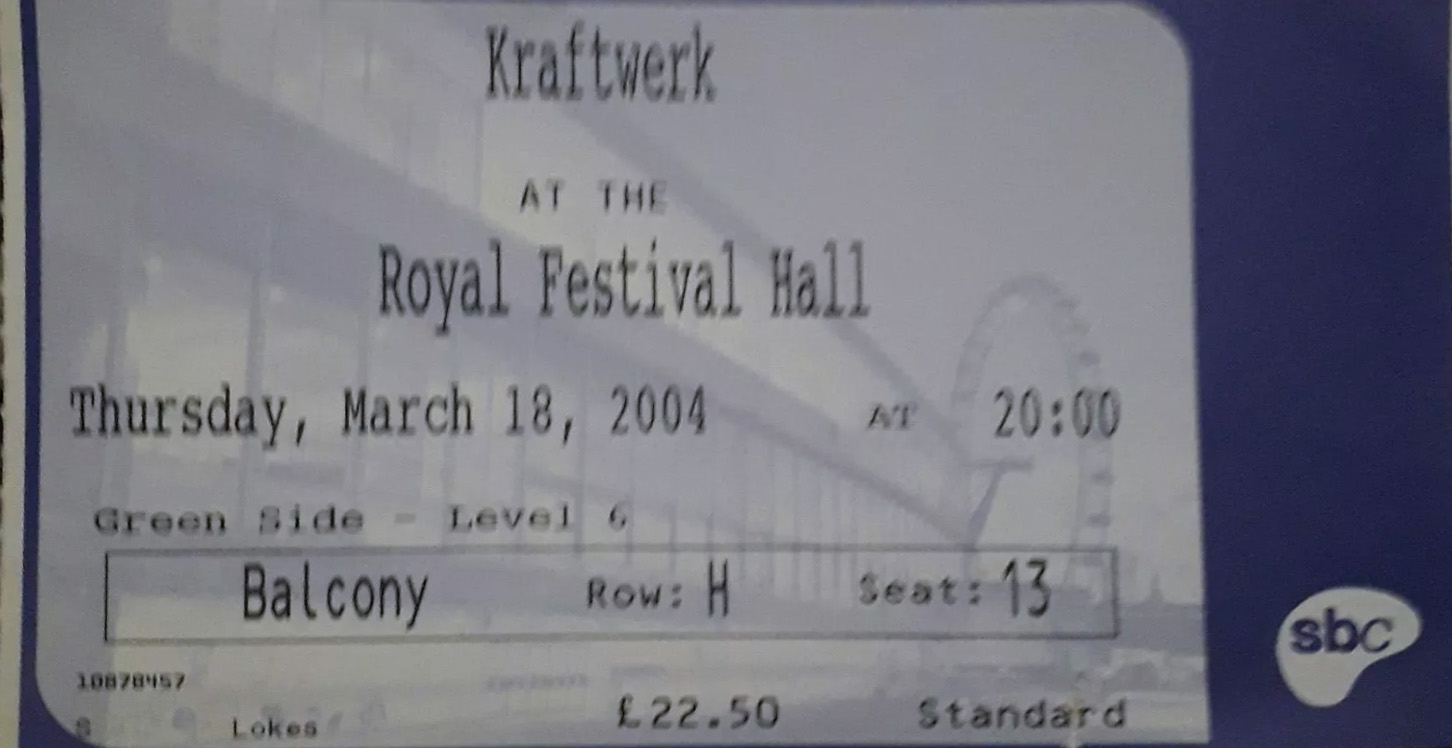 Kraftwerk
AT THE
Royal Festival Hall
Thursday, March 18, 2004 AT 20:00
Green Side - Level 6
Balcony Row: H Seat: 13
10878457
£22.50 Standard
Lokes
sbc